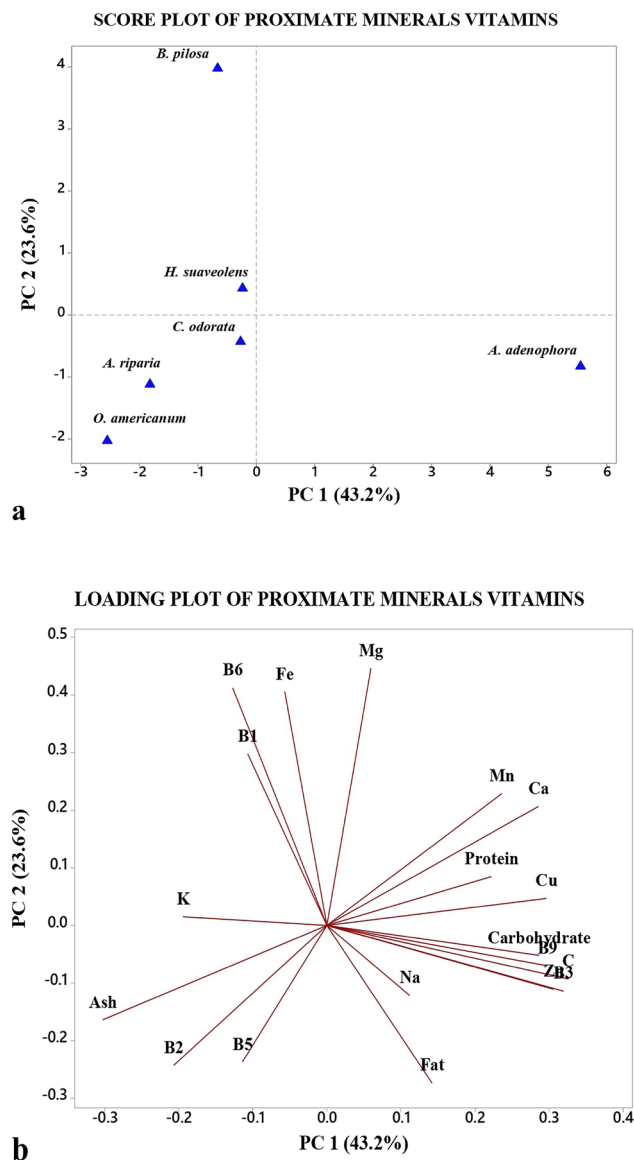 SCORE PLOT OF PROXIMATE MINERALS VITAMINS
B. pilosa
H. suaveolens
C. odorata
A. riparia
A. adenophora
O. americanum
PC 2 (23.6%)
4
3
2
1
0
-1
-2
-3 -2 -1 0 1 2 3 4 5 6
PC 1 (43.2%)
a
LOADING PLOT OF PROXIMATE MINERALS VITAMINS
PC 2 (23.6%)
0.5
0.4
0.3
0.2
0.1
0.0
-0.1
-0.2
-0.3
Mg
B6
Fe
B1
Mn
Ca
Protein
Cu
K
Carbohydrate
B9
C
Zn
B3
Na
Ash
B2
B5
Fat
-0.3 -0.2 -0.1 0.0 0.1 0.2 0.3 0.4
PC 1 (43.2%)
b